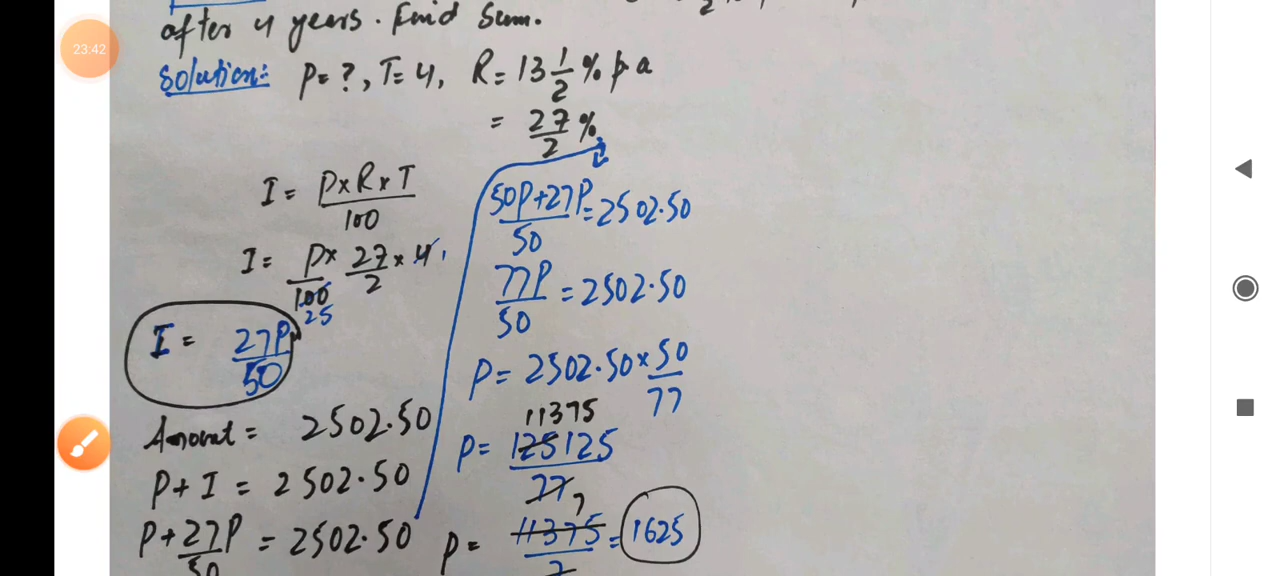 after 4 years. Find Sum.
Solution:- P= ?, T= 4, R= 13 1/2 % p a
= 27/2 %
I= P×R×T/100
I= P/100 × 27/2 × 4
25
I= 27P/50
Amount = 2502.50
P+I = 2502.50
P+27P/50 = 2502.50
50P+27P/50 = 2502.50
77P/50 = 2502.50
P= 2502.50×50/77
11375
P= 125125/77
7
P= 11375/7 = 1625
23:42